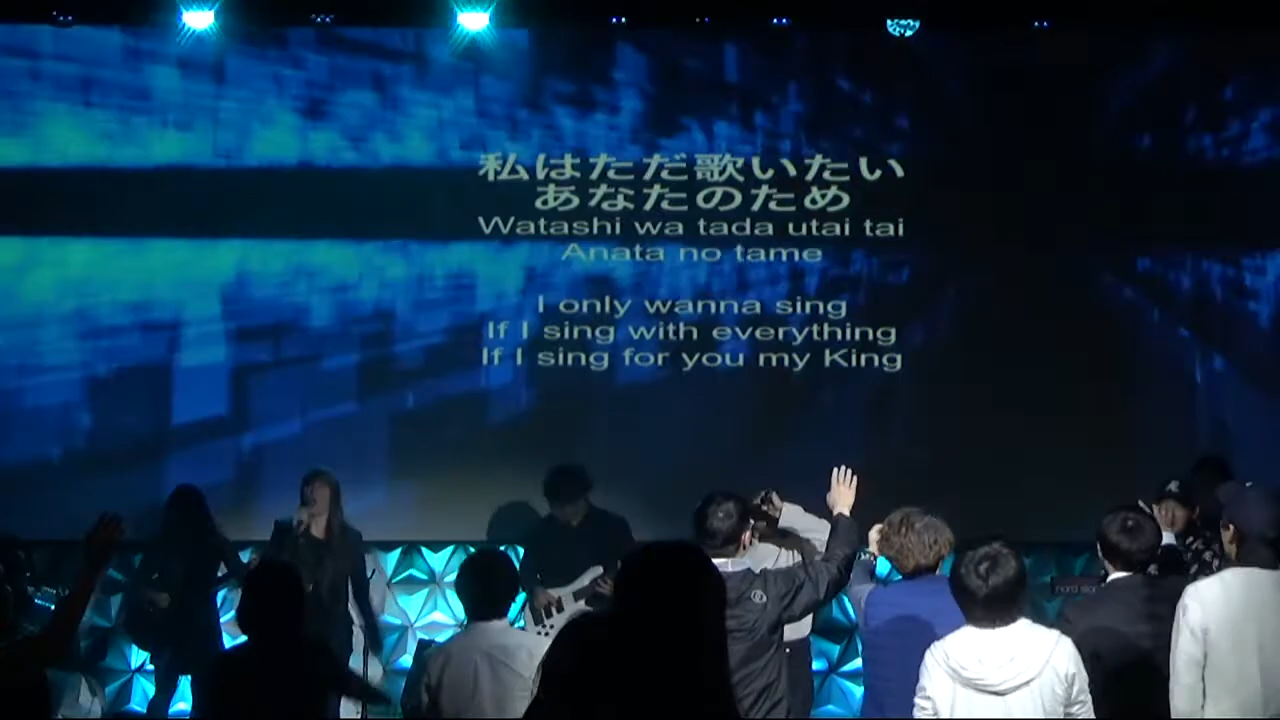 私はただ歌いたい
あなたのため
Watashi wa tada utai tai
Anata no tame
I only wanna sing
If I sing with everything
If I sing for you my King
nord